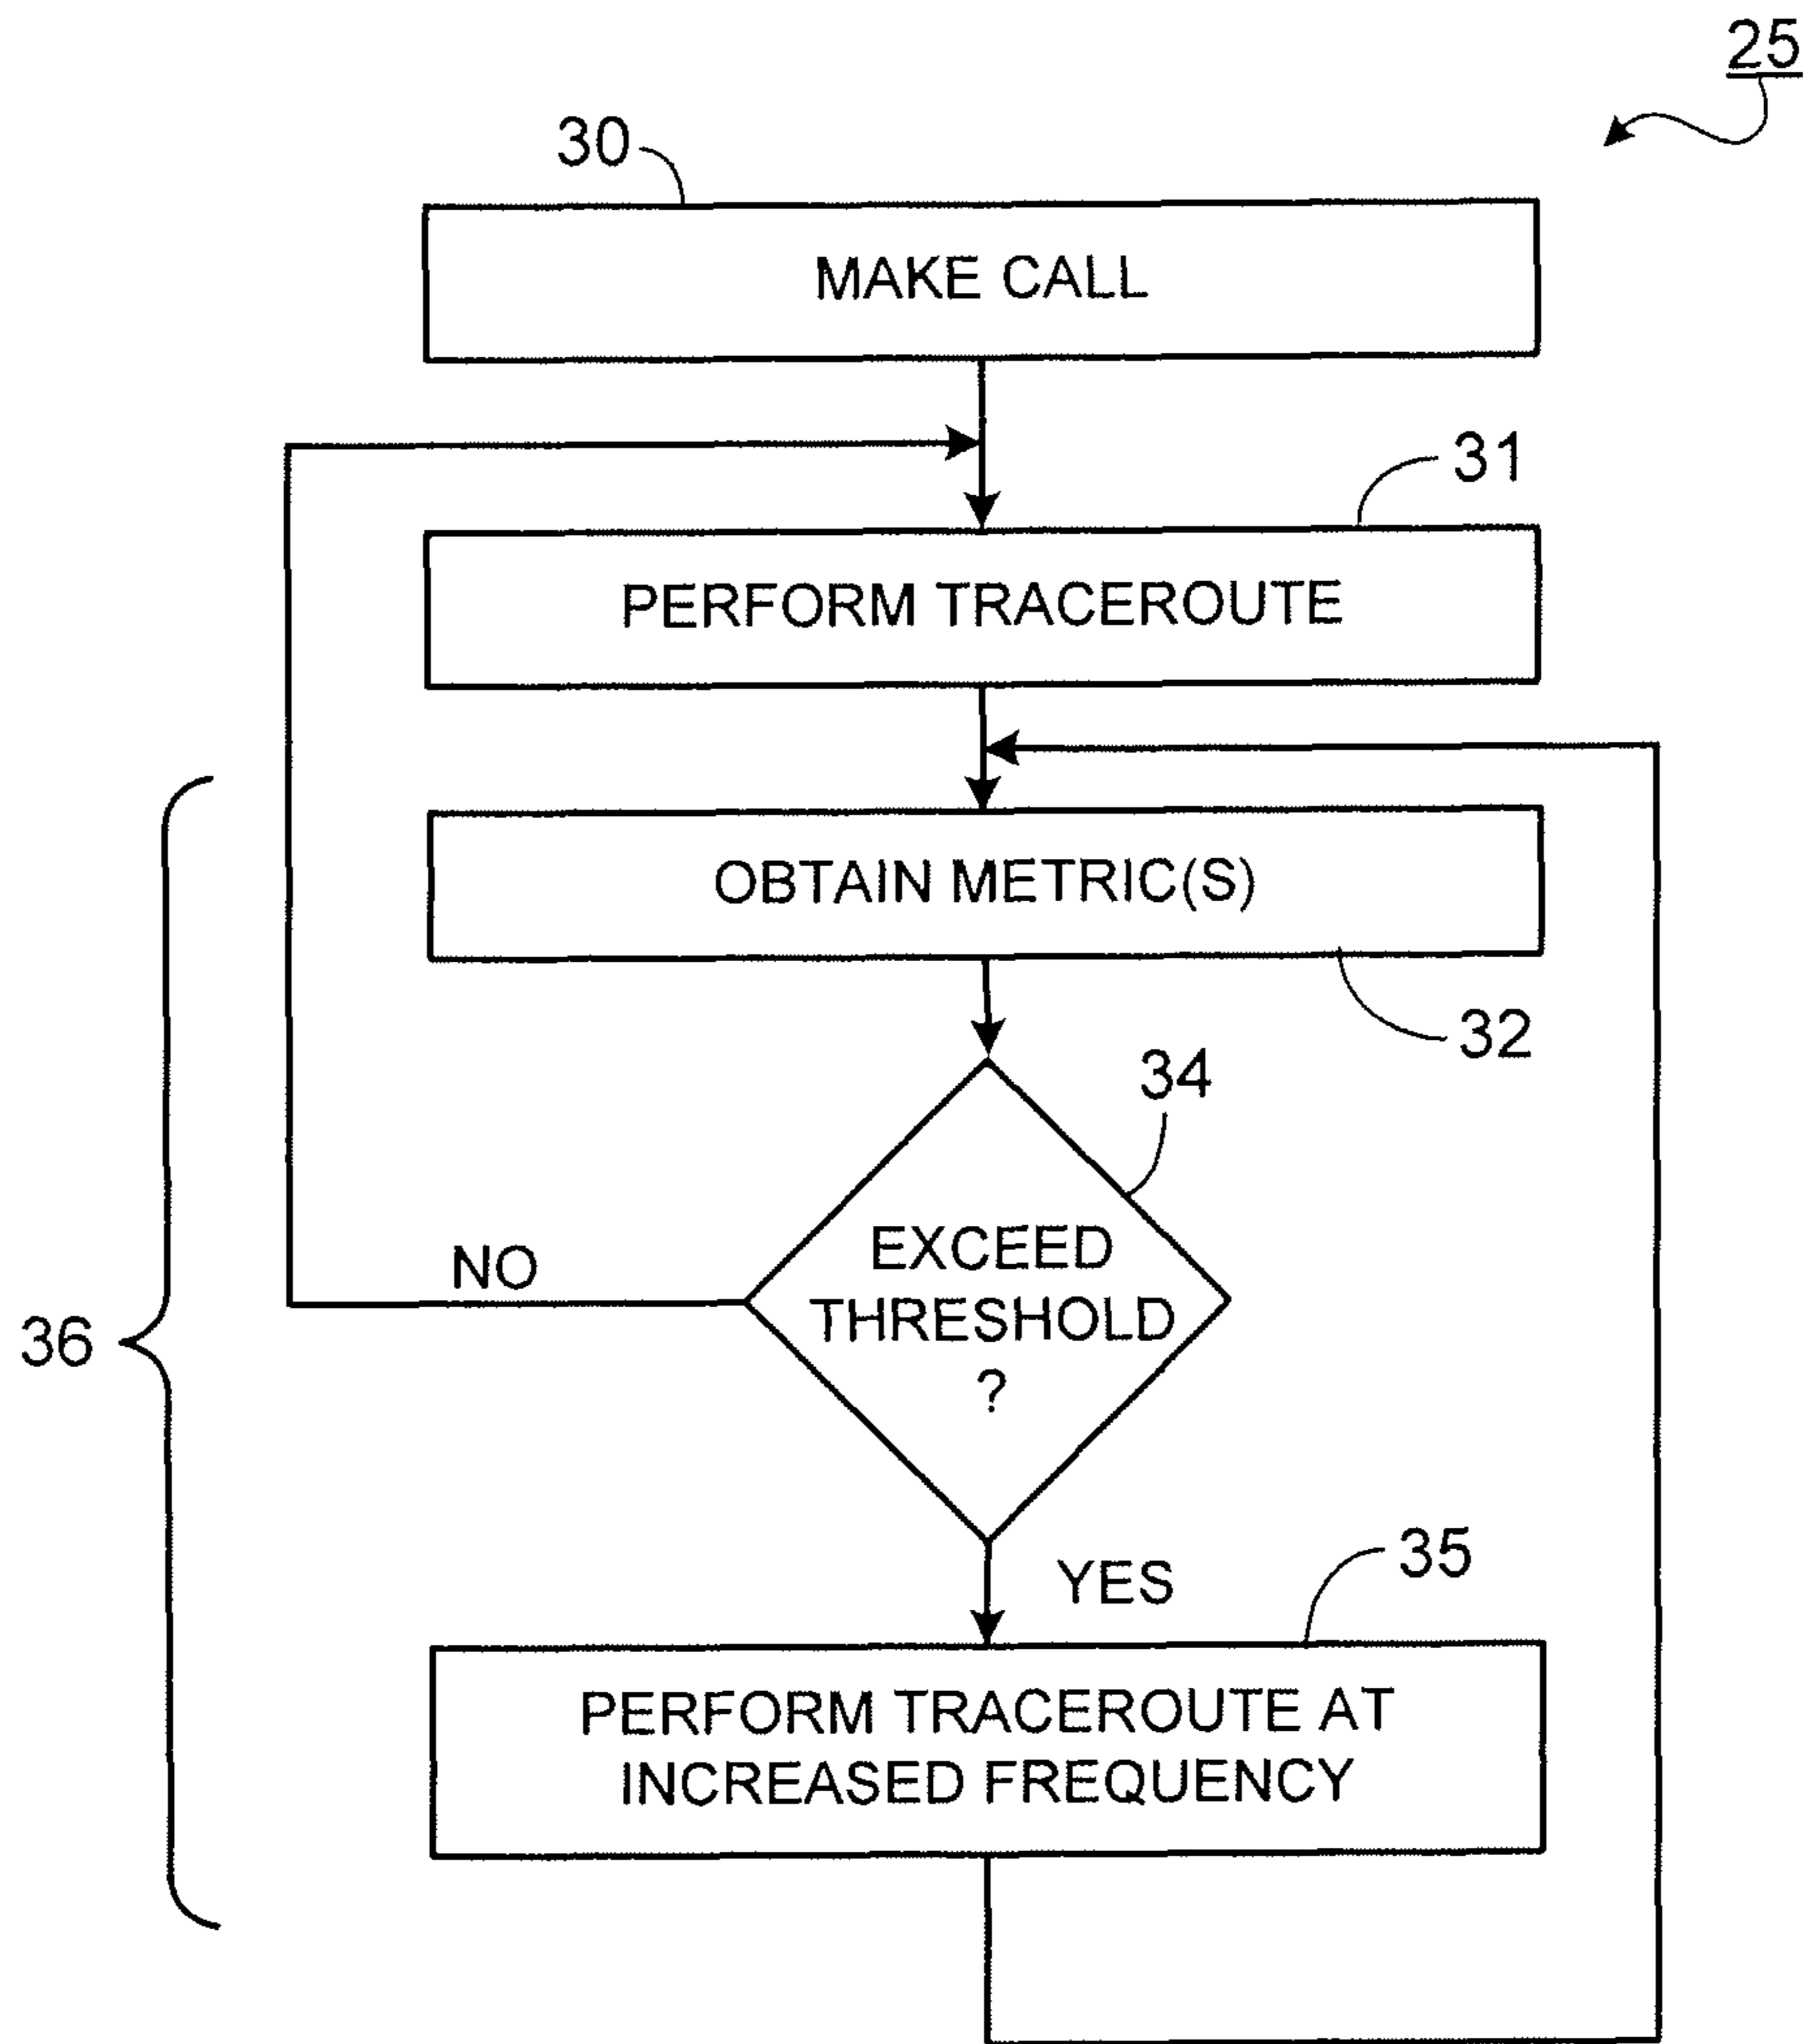 25
30
MAKE CALL
31
PERFORM TRACEROUTE
OBTAIN METRIC(S)
32
34
EXCEED
THRESHOLD
?
NO
36
YES
35
PERFORM TRACEROUTE AT
INCREASED FREQUENCY